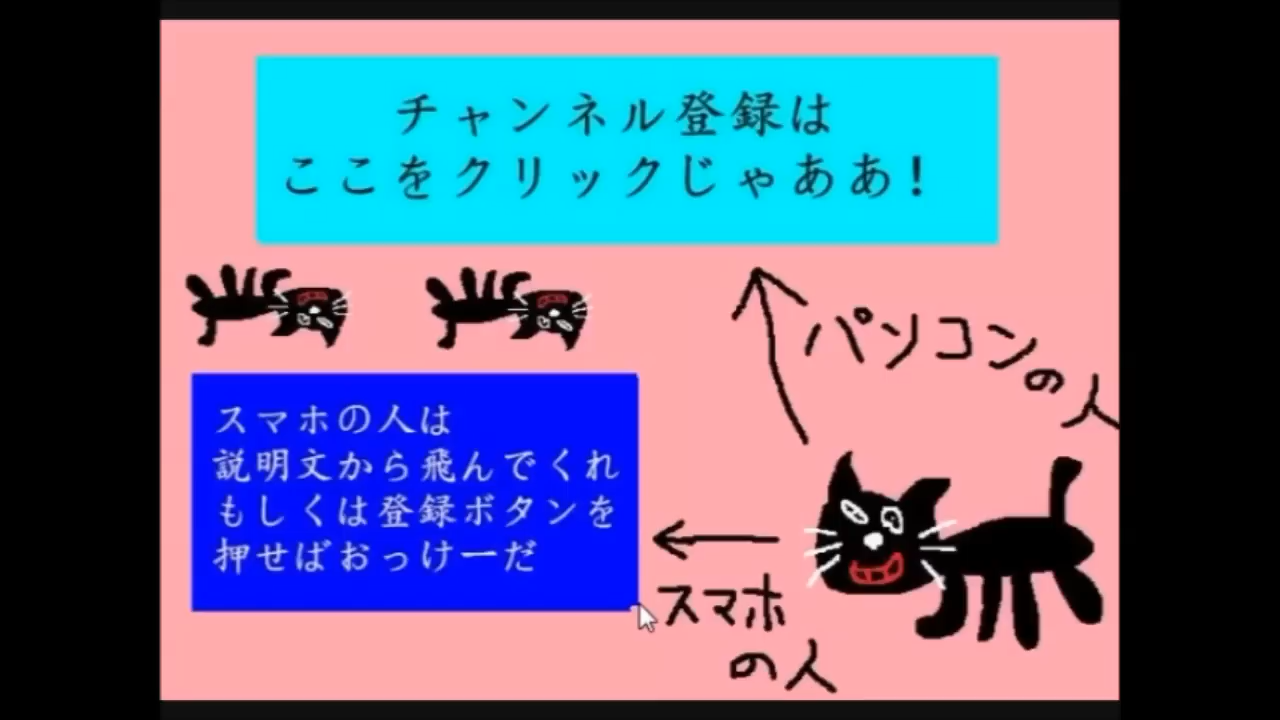 チャンネル登録は
ここをクリックじゃああ！
パソコンの人
スマホの人は
説明文から飛んでくれ
もしくは登録ボタンを
押せばおっけーだ
スマホ
の人